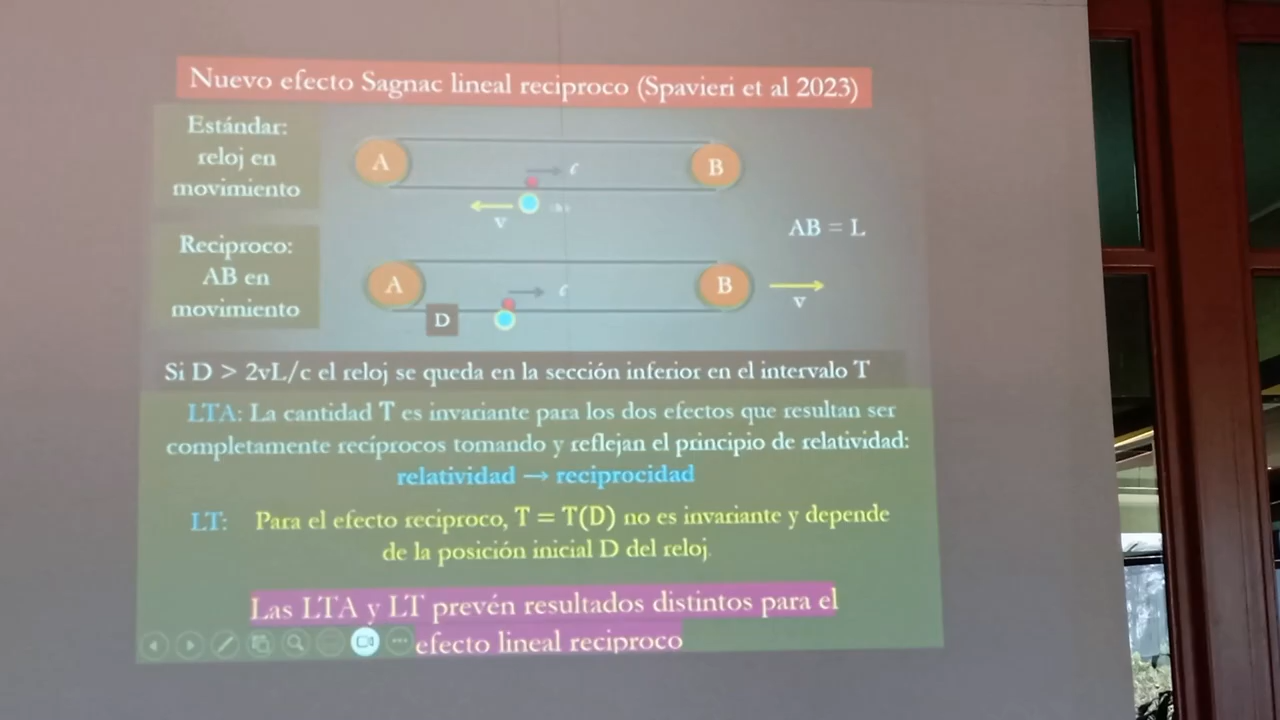 Nuevo efecto Sagnac lineal reciproco (Spavieri et al 2023)
Estándar:
reloj en
movimiento
A
B
c
v
AB = L
Reciproco:
AB en
movimiento
A
B
c
D
v
Si D > 2vL/c el reloj se queda en la sección inferior en el intervalo T
LTA: La cantidad T es invariante para los dos efectos que resultan ser
completamente recíprocos tomando y reflejan el principio de relatividad:
relatividad → reciprocidad
LT: Para el efecto reciproco, T = T(D) no es invariante y depende
de la posición inicial D del reloj.
Las LTA y LT prevén resultados distintos para el
efecto lineal reciproco